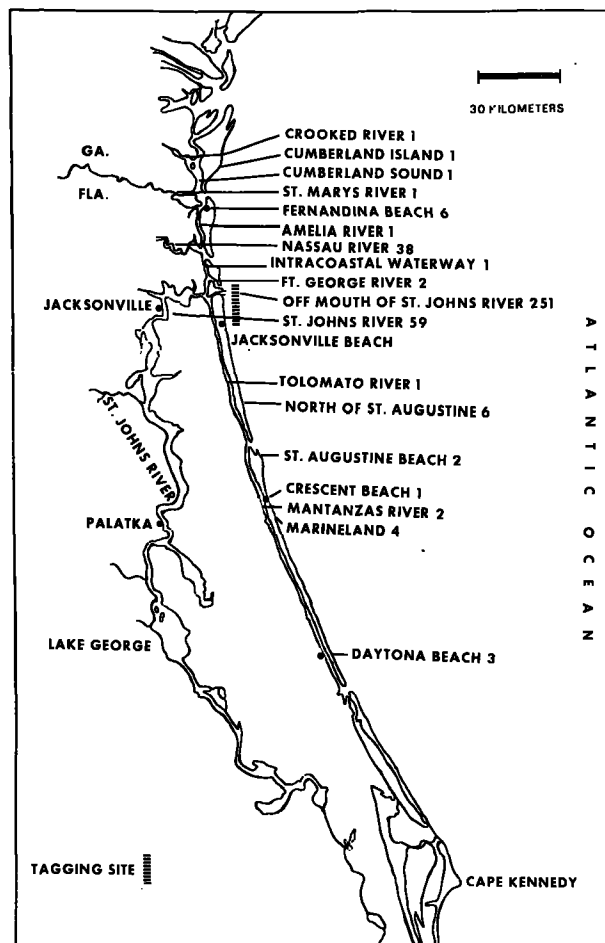 30 KILOMETERS
CROOKED RIVER 1
CUMBERLAND ISLAND 1
GA.
CUMBERLAND SOUND 1
FLA.
ST. MARYS RIVER 1
FERNANDINA BEACH 6
AMELIA RIVER 1
NASSAU RIVER 38
INTRACOASTAL WATERWAY 1
FT. GEORGE RIVER 2
JACKSONVILLE
OFF MOUTH OF ST. JOHNS RIVER 251
ST. JOHNS RIVER 59
JACKSONVILLE BEACH
TOLOMATO RIVER 1
NORTH OF ST. AUGUSTINE 6
ST. JOHNS RIVER
ST. AUGUSTINE BEACH 2
CRESCENT BEACH 1
MANTANZAS RIVER 2
PALATKA
MARINELAND 4
ATLANTIC OCEAN
LAKE GEORGE
DAYTONA BEACH 3
TAGGING SITE
CAPE KENNEDY